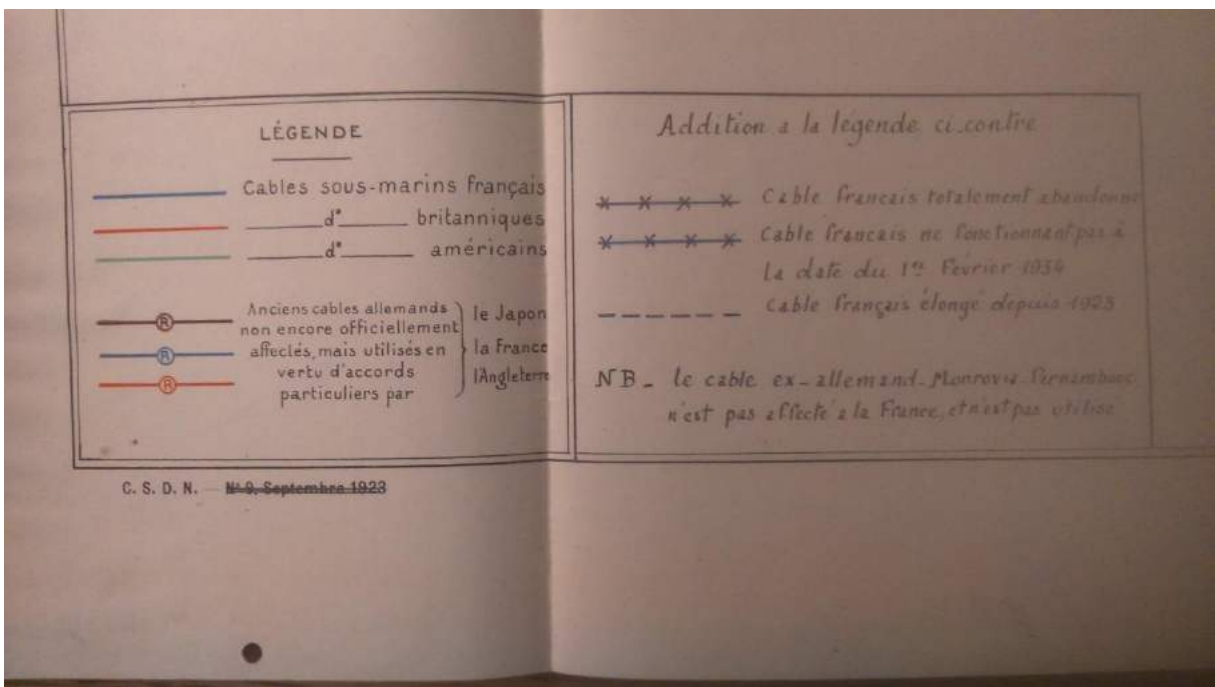 LÉGENDE
Cables sous-marins français
d° britanniques
d° américains
Anciens cables allemands
non encore officiellement
affectés, mais utilisés en
vertu d'accords
particuliers par
le Japon
la France
l'Angleterre
C. S. D. N. — N° 9, Septembre 1923
Addition a la légende ci-contre
Cable français totalement abandonné
Cable français ne fonctionnant pas à
la date du 1er Février 1934
Cable français élongé depuis 1923
NB - le cable ex-allemand-Monrovia-Pernambouc
n'est pas affecté a la France, et n'est pas utilisé